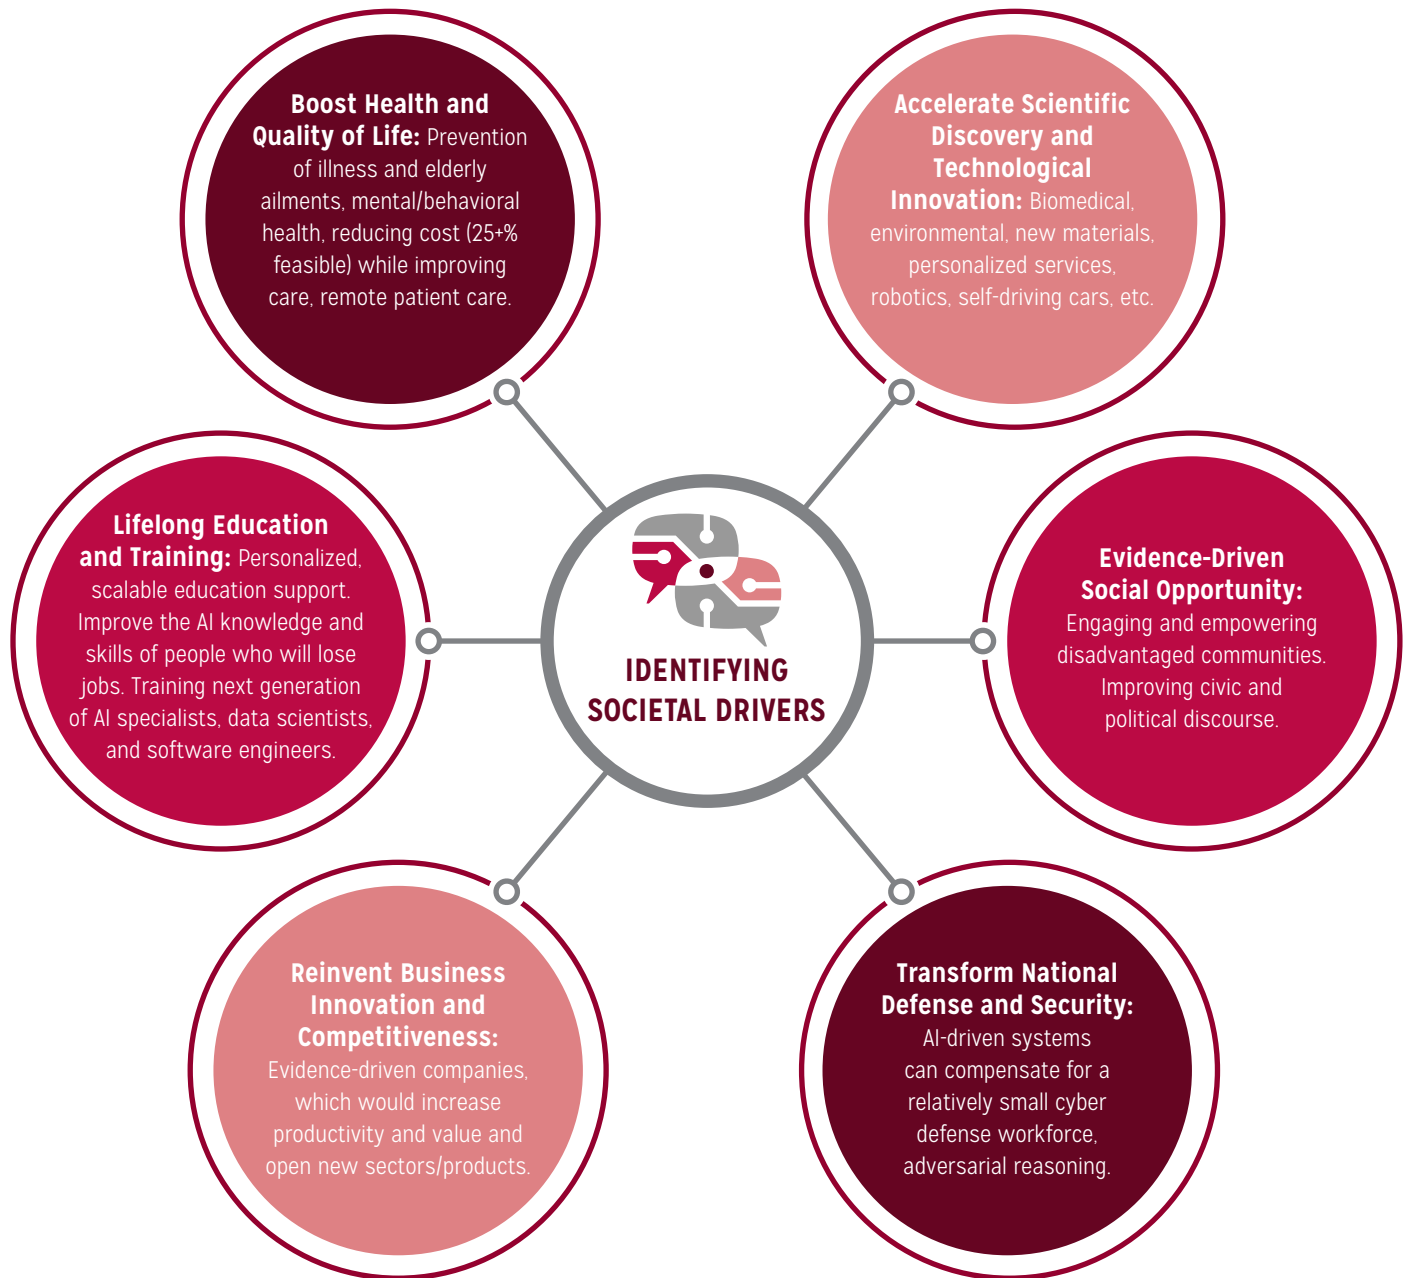 Boost Health and
Quality of Life: Prevention
of illness and elderly
ailments, mental/behavioral
health, reducing cost (25+%
feasible) while improving
care, remote patient care.
Accelerate Scientific
Discovery and
Technological
Innovation: Biomedical,
environmental, new materials,
personalized services,
robotics, self-driving cars, etc.
Lifelong Education
and Training: Personalized,
scalable education support.
Improve the AI knowledge and
skills of people who will lose
jobs. Training next generation
of AI specialists, data scientists,
and software engineers.
IDENTIFYING
SOCIETAL DRIVERS
Evidence-Driven
Social Opportunity:
Engaging and empowering
disadvantaged communities.
Improving civic and
political discourse.
Reinvent Business
Innovation and
Competitiveness:
Evidence-driven companies,
which would increase
productivity and value and
open new sectors/products.
Transform National
Defense and Security:
AI-driven systems
can compensate for a
relatively small cyber
defense workforce,
adversarial reasoning.